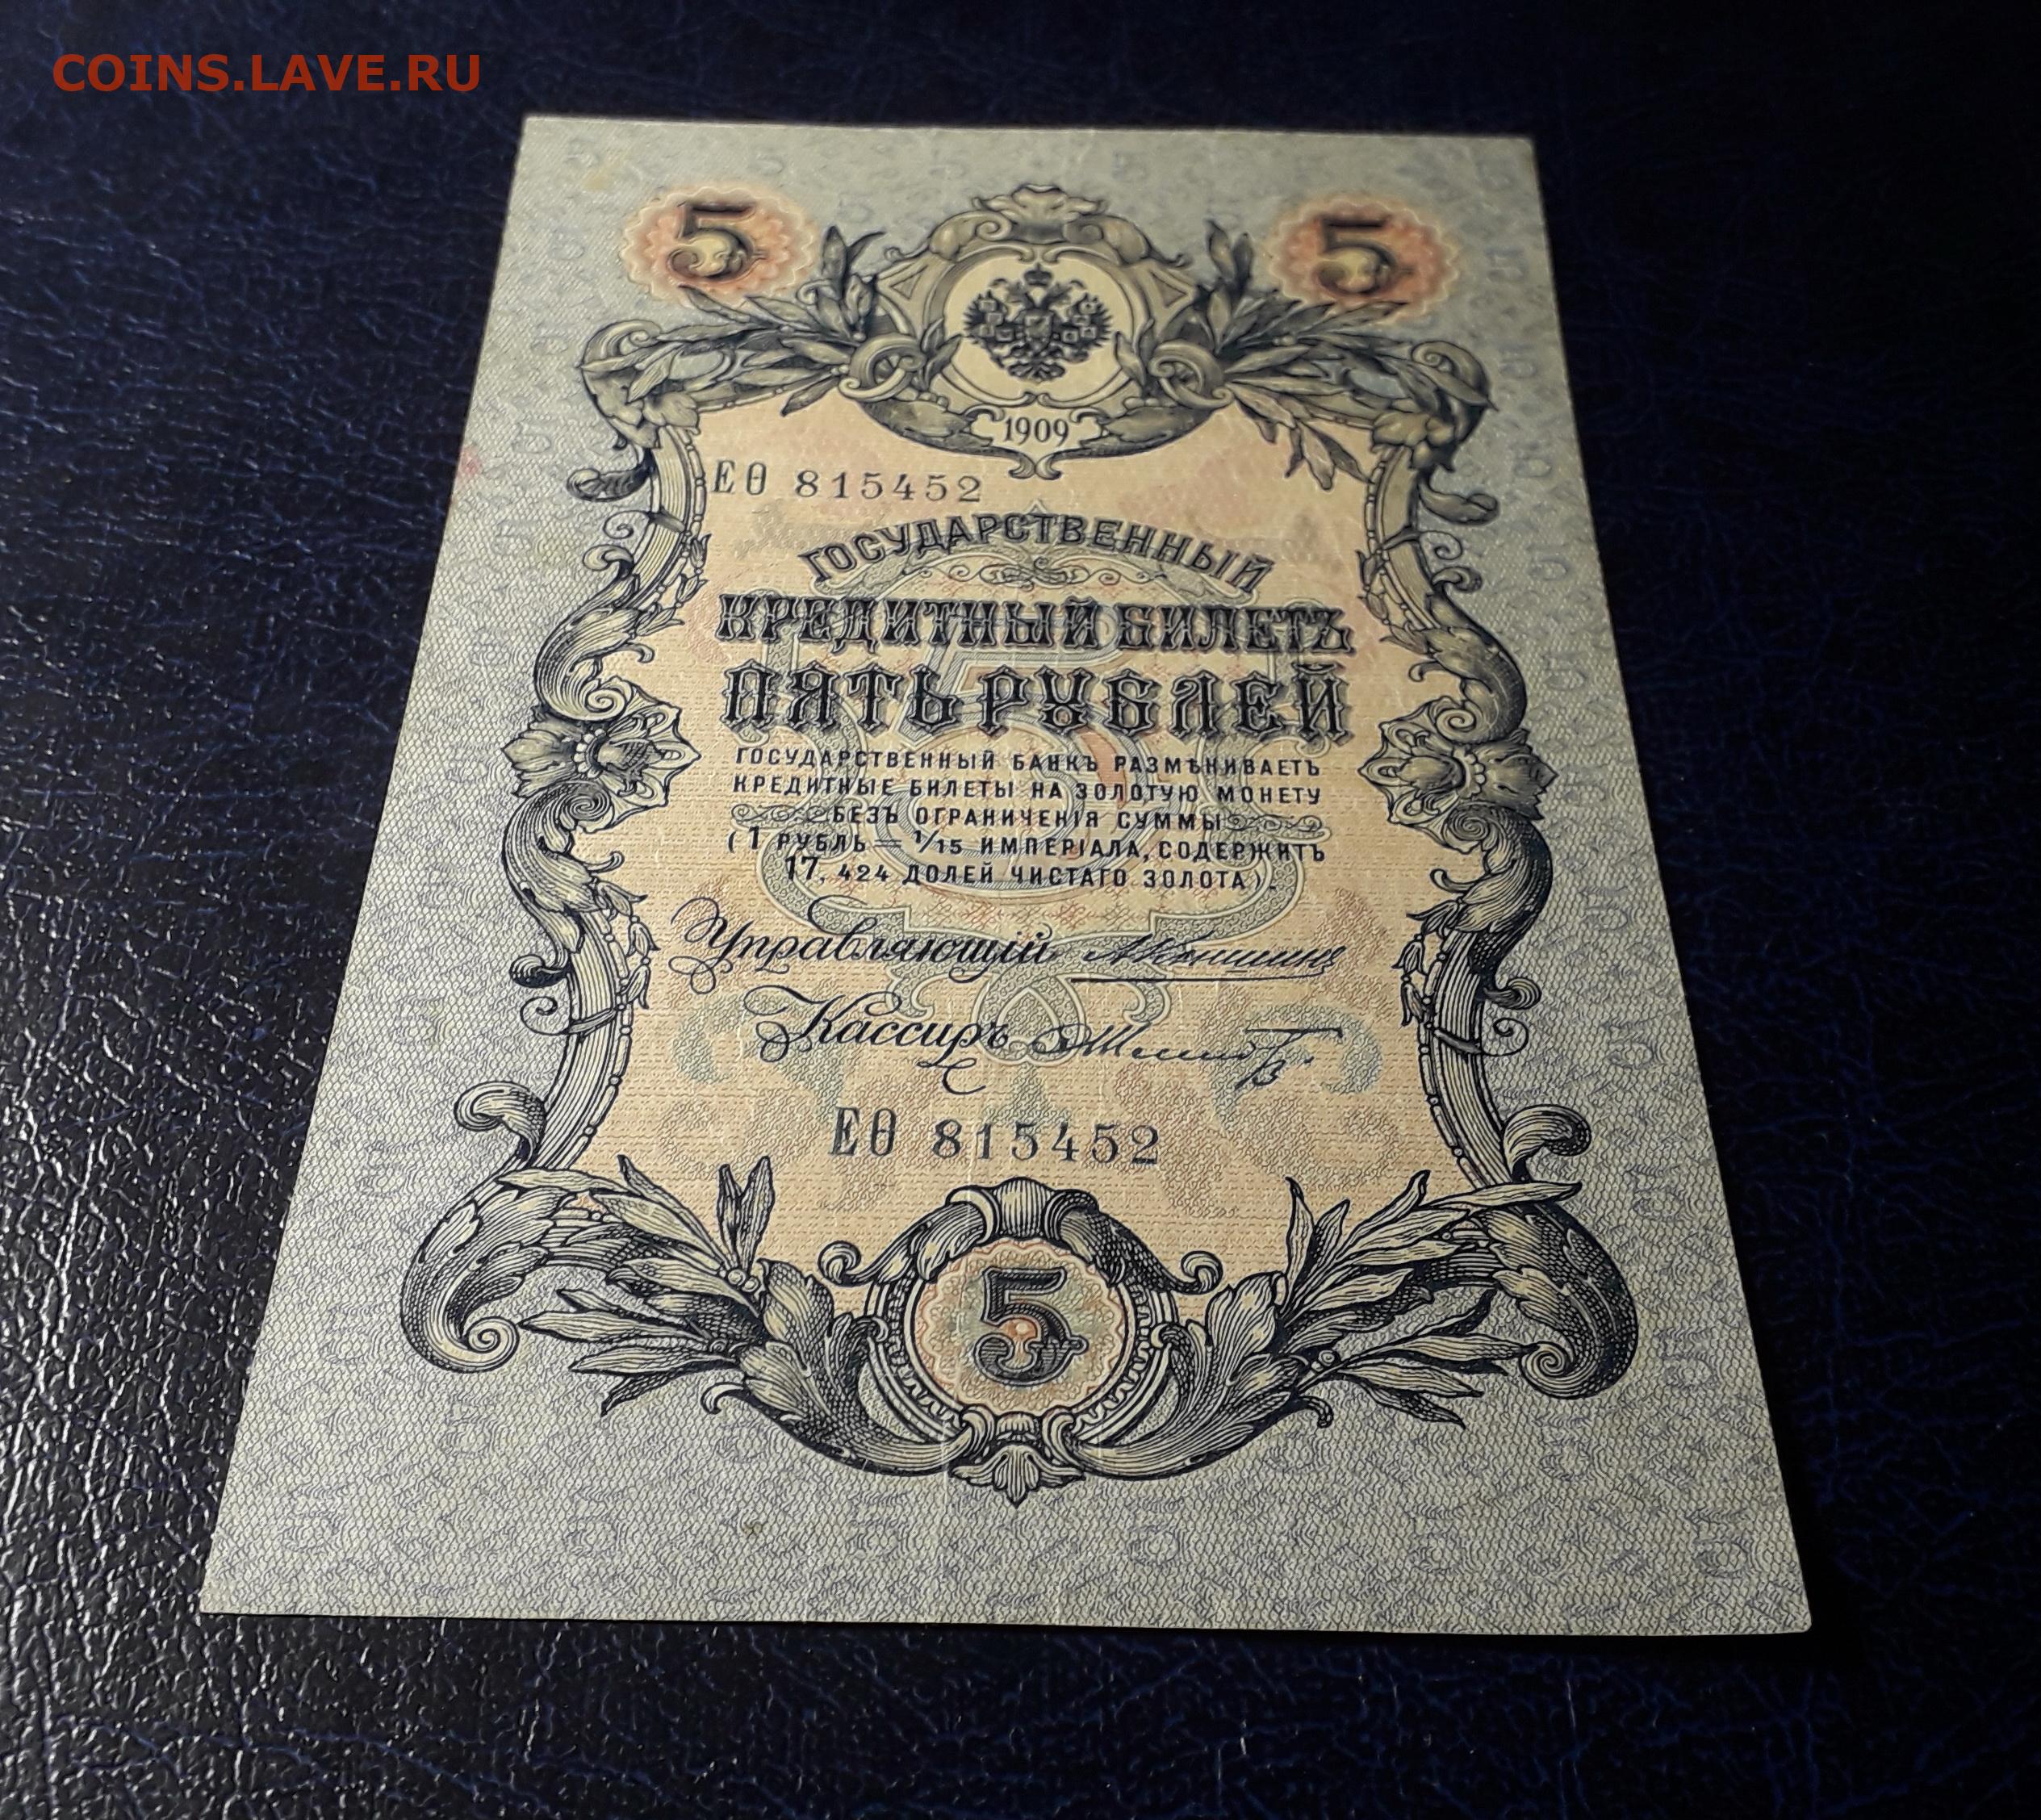 COINS.LAVE.RU
5 5
1909
ЕѲ 815452
ГОСУДАРСТВЕННЫЙ
КРЕДИТНЫЙ БИЛЕТЪ
ПЯТЬ РУБЛЕЙ
ГОСУДАРСТВЕННЫЙ БАНКЪ РАЗМѢНИВАЕТЪ
КРЕДИТНЫЕ БИЛЕТЫ НА ЗОЛОТУЮ МОНЕТУ
БЕЗЪ ОГРАНИЧЕНІЯ СУММЫ
(1 РУБЛЬ = 1/15 ИМПЕРІАЛА, СОДЕРЖИТЪ
17, 424 ДОЛЕЙ ЧИСТАГО ЗОЛОТА).
Управляющій АКоншинъ
Кассиръ
ЕѲ 815452
5